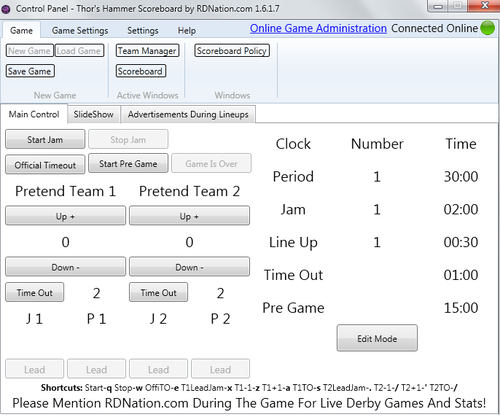 Control Panel - Thor's Hammer Scoreboard by RDNation.com 1.6.1.7
Game Game Settings Settings Help Online Game Administration Connected Online
New Game Load Game Team Manager Scoreboard Policy
Save Game Scoreboard
New Game Active Windows Windows
Main Control SlideShow Advertisements During Lineups
Start Jam Stop Jam
Official Timeout Start Pre Game Game Is Over
Pretend Team 1 Pretend Team 2
Up + Up +
0 0
Down - Down -
Time Out 2 Time Out 2
J 1 P 1 J 2 P 2
Lead Lead Lead Lead
Clock Number Time
Period 1 30:00
Jam 1 02:00
Line Up 1 00:30
Time Out 01:00
Pre Game 15:00
Edit Mode
Shortcuts: Start-q Stop-w OffiTO-e T1LeadJam-x T1-1-z T1+1-a T1TO-s T2LeadJam-. T2-1-/ T2+1-' T2TO-/
Please Mention RDNation.com During The Game For Live Derby Games And Stats!